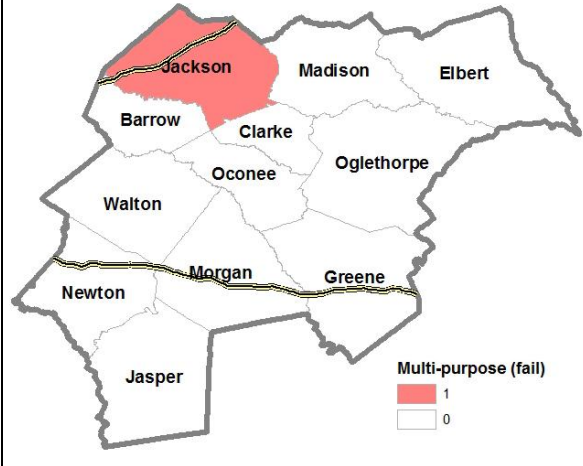 Jackson
Madison
Elbert
Barrow
Clarke
Oglethorpe
Oconee
Walton
Morgan
Greene
Newton
Jasper
Multi-purpose (fail)
1
0